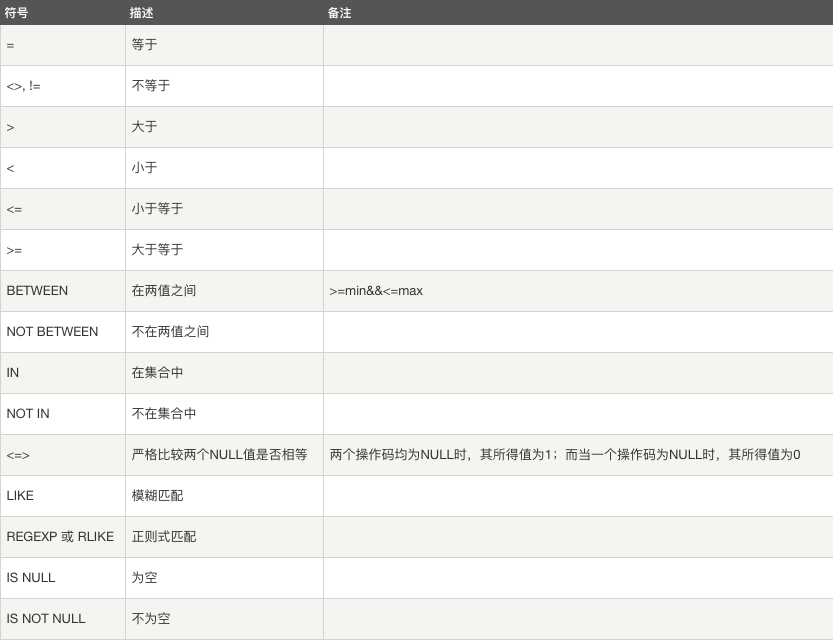 符号 描述 备注
= 等于
<>, != 不等于
> 大于
< 小于
<= 小于等于
>= 大于等于
BETWEEN 在两值之间 >=min&&<=max
NOT BETWEEN 不在两值之间
IN 在集合中
NOT IN 不在集合中
<=> 严格比较两个NULL值是否相等 两个操作码均为NULL时，其所得值为1；而当一个操作码为NULL时，其所得值为0
LIKE 模糊匹配
REGEXP 或 RLIKE 正则式匹配
IS NULL 为空
IS NOT NULL 不为空